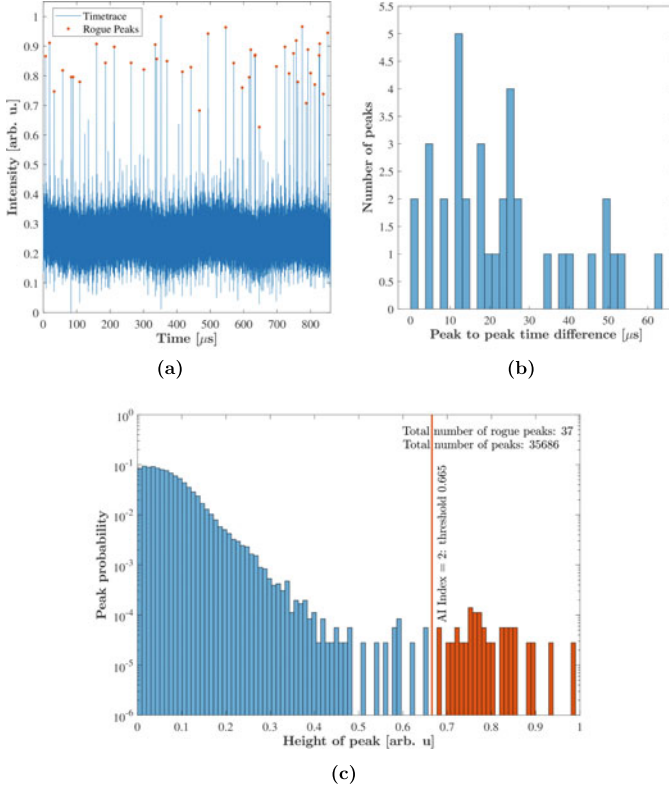 Timetrace
Rogue Peaks
Intensity [arb. u.]
1
0.9
0.8
0.7
0.6
0.5
0.4
0.3
0.2
0.1
0
0 100 200 300 400 500 600 700 800
Time [μs]
(a)
Number of peaks
5.5
5
4.5
4
3.5
3
2.5
2
1.5
1
0.5
0
0 10 20 30 40 50 60
Peak to peak time difference [μs]
(b)
Peak probability
10^0
10^-1
10^-2
10^-3
10^-4
10^-5
10^-6
Total number of rogue peaks: 37
Total number of peaks: 35686
AI Index = 2: threshold 0.665
0 0.1 0.2 0.3 0.4 0.5 0.6 0.7 0.8 0.9 1
Height of peak [arb. u]
(c)